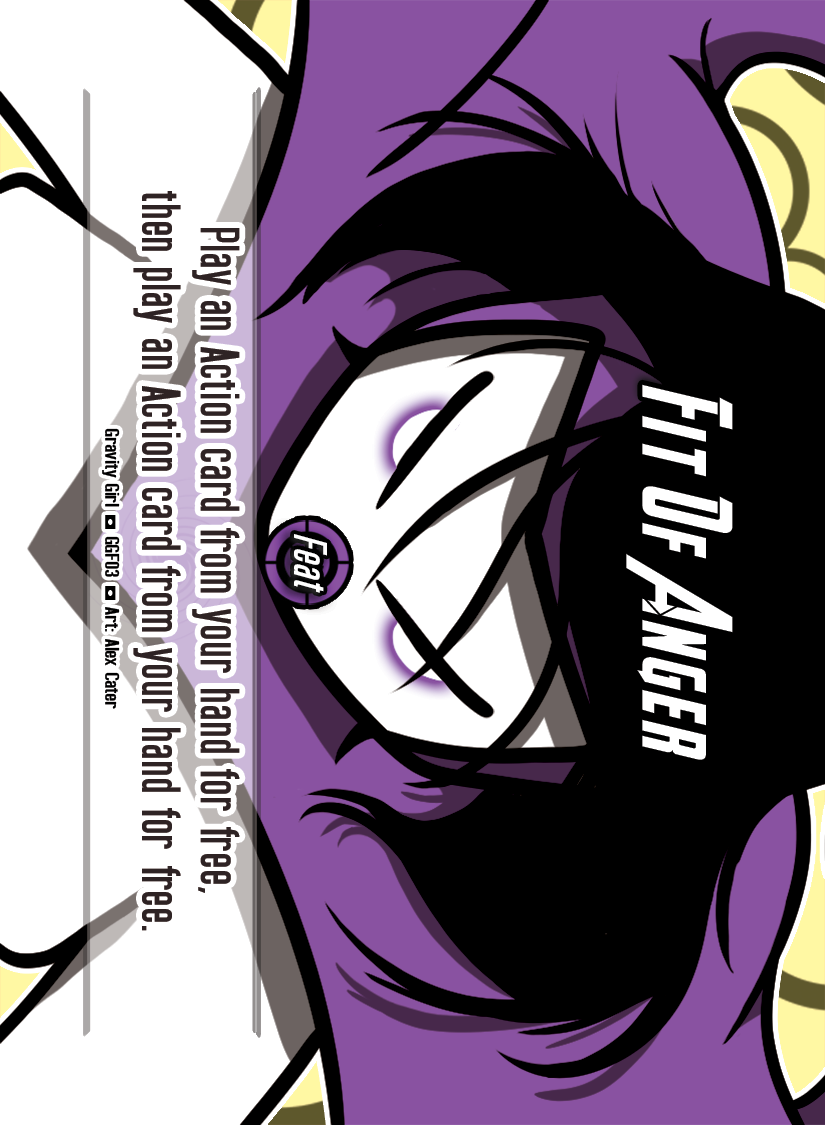 FIT OF ANGER
Feat
Play an Action card from your hand for free,
then play an Action card from your hand for free.
Gravity Girl ◘ GGF03 ◘ Art: Alex Cater